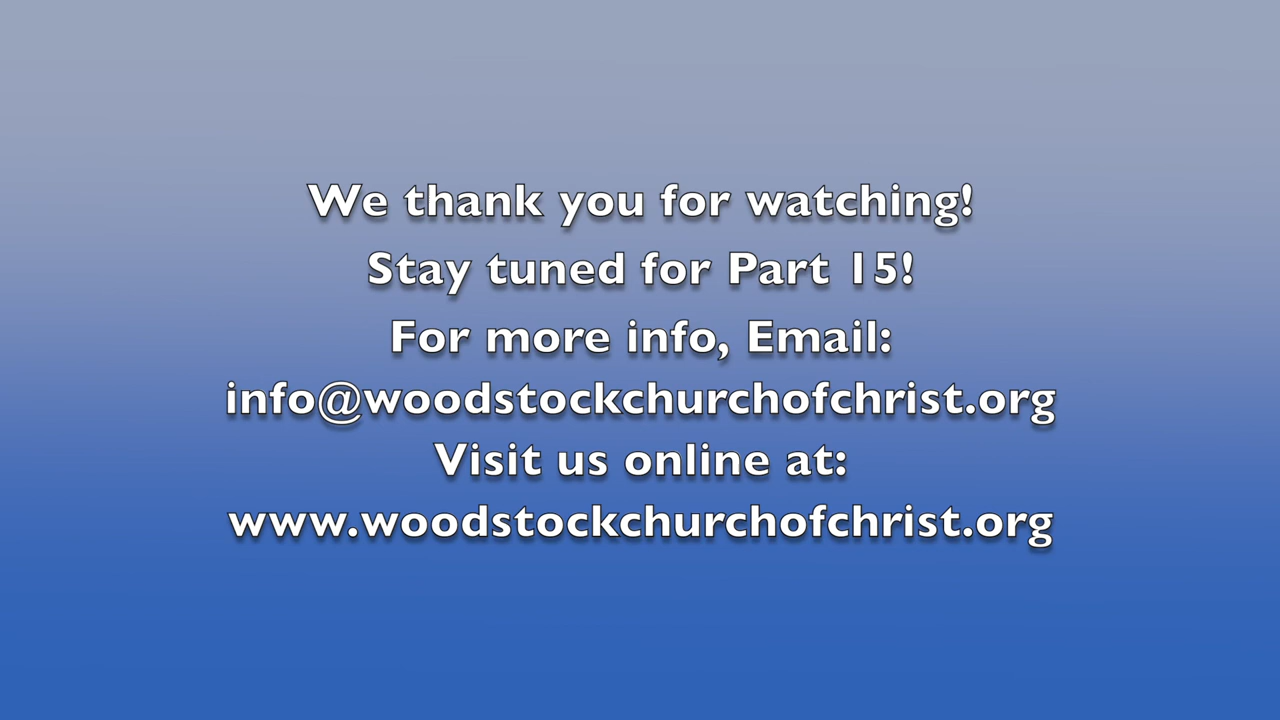 We thank you for watching!
Stay tuned for Part 15!
For more info, Email:
info@woodstockchurchofchrist.org
Visit us online at:
www.woodstockchurchofchrist.org